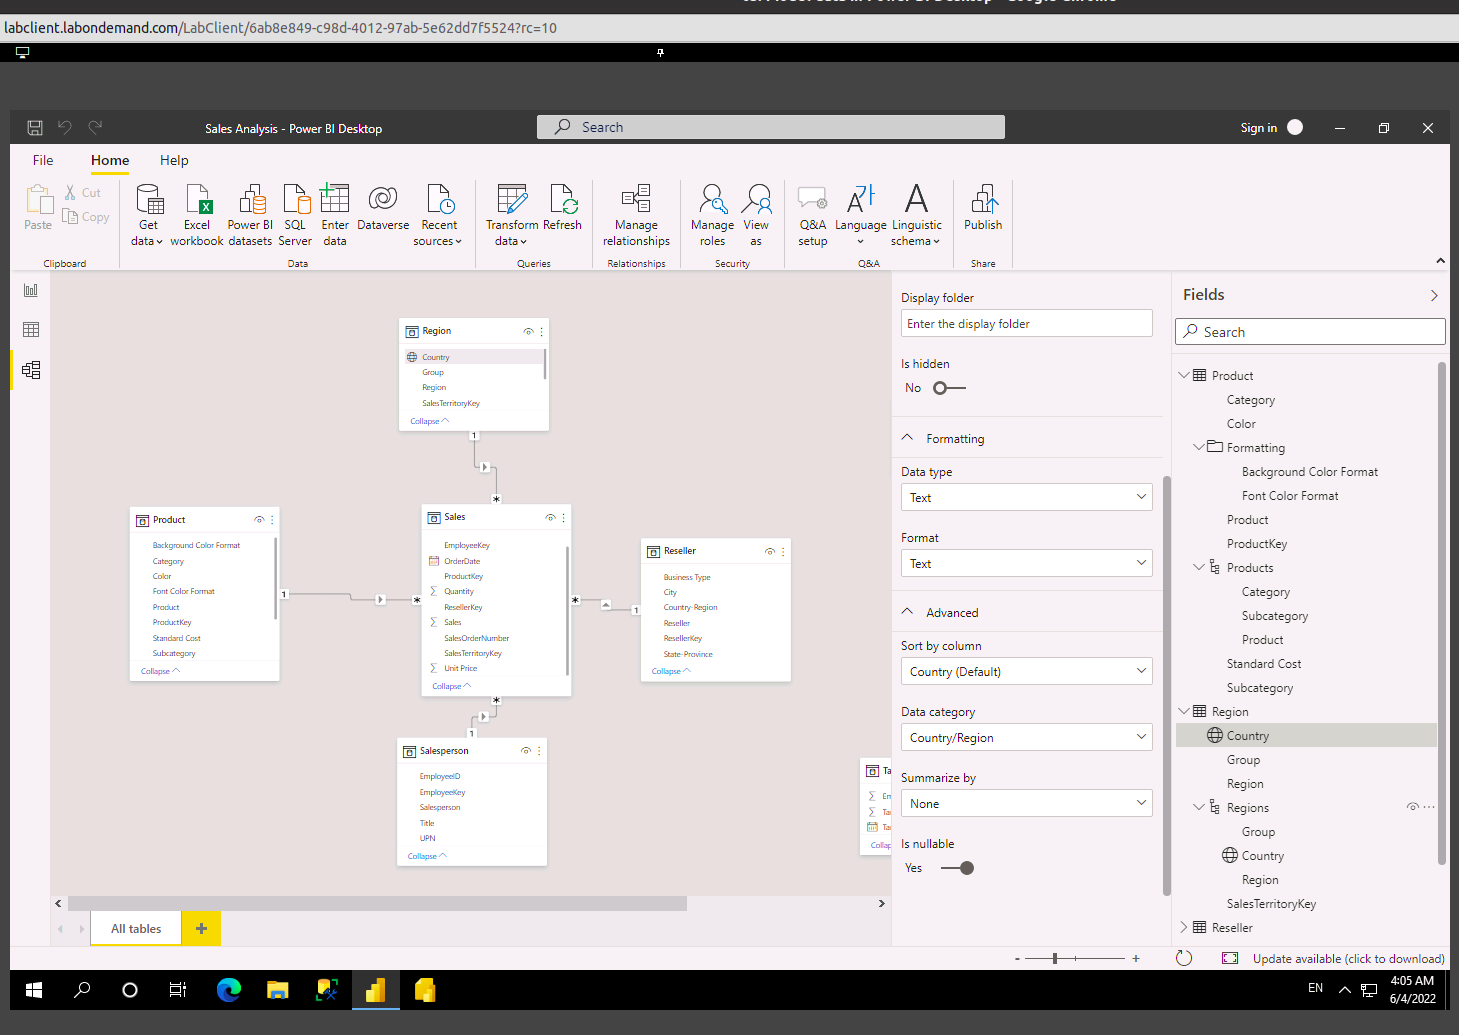 labclient.labondemand.com/LabClient/6ab8e849-c98d-4012-97ab-5e62dd7f5524?rc=10
Sales Analysis - Power BI Desktop
Search
Sign in
File
Home
Help
Paste
Cut
Copy
Clipboard
Get data
Excel workbook
Power BI datasets
SQL Server
Enter data
Dataverse
Recent sources
Data
Transform data
Refresh
Queries
Manage relationships
Relationships
Manage roles
View as
Security
Q&A setup
Language
Linguistic schema
Q&A
Publish
Share
Region
Country
Group
Region
SalesTerritoryKey
Collapse
1
*
Product
Background Color Format
Category
Color
Font Color Format
Product
ProductKey
Standard Cost
Subcategory
Collapse
1
*
Sales
EmployeeKey
OrderDate
ProductKey
Quantity
ResellerKey
Sales
SalesOrderNumber
SalesTerritoryKey
Unit Price
Collapse
*
1
Reseller
Business Type
City
Country-Region
Reseller
ResellerKey
State-Province
Collapse
*
1
Salesperson
EmployeeID
EmployeeKey
Salesperson
Title
UPN
Collapse
Ta
Em
Ta
Ta
Collap
All tables
+
Display folder
Enter the display folder
Is hidden
No
Formatting
Data type
Text
Format
Text
Advanced
Sort by column
Country (Default)
Data category
Country/Region
Summarize by
None
Is nullable
Yes
Fields
Search
Product
Category
Color
Formatting
Background Color Format
Font Color Format
Product
ProductKey
Products
Category
Subcategory
Product
Standard Cost
Subcategory
Region
Country
Group
Region
Regions
Group
Country
Region
SalesTerritoryKey
Reseller
- +
Update available (click to download)
EN
4:05 AM
6/4/2022